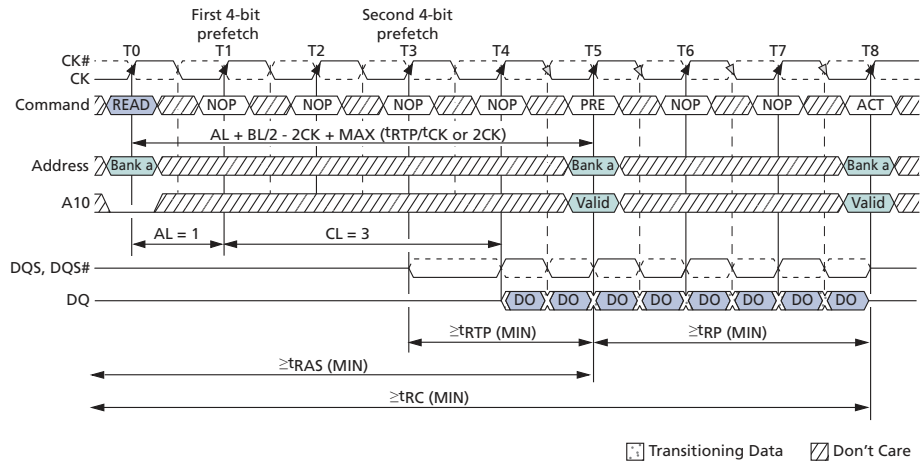 First 4-bit prefetch
Second 4-bit prefetch
T0 T1 T2 T3 T4 T5 T6 T7 T8
CK#
CK
Command READ NOP NOP NOP NOP PRE NOP NOP ACT
AL + BL/2 - 2CK + MAX (tRTP/tCK or 2CK)
Address Bank a Bank a Bank a
A10 Valid Valid
AL = 1 CL = 3
DQS, DQS#
DQ DO DO DO DO DO DO DO DO
≥tRTP (MIN) ≥tRP (MIN)
≥tRAS (MIN)
≥tRC (MIN)
Transitioning Data Don't Care